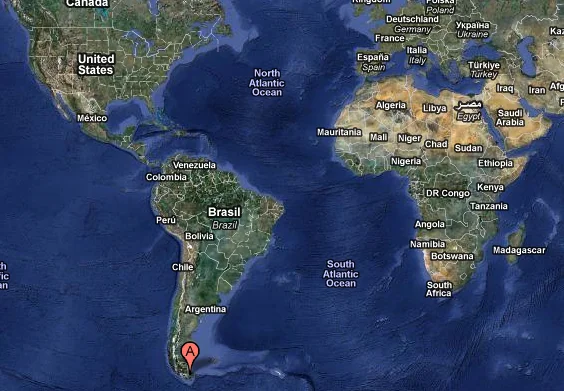 Canada
Kingdom
Polska
Poland
Deutschland
Germany
Україна
Ukraine
France
Italia
Italy
España
Spain
Türkiye
Turkey
United
States
North
Atlantic
Ocean
Iraq
Iran
Algeria
Libya
مصر
Egypt
Saudi
Arabia
México
Mauritania
Mali
Niger
Chad
Sudan
Nigeria
Ethiopia
Venezuela
Colombia
DR Congo
Kenya
Tanzania
Perú
Brasil
Brazil
Bolivia
Angola
Namibia
Botswana
Madagascar
Chile
South
Atlantic
Ocean
South
Africa
Argentina
A